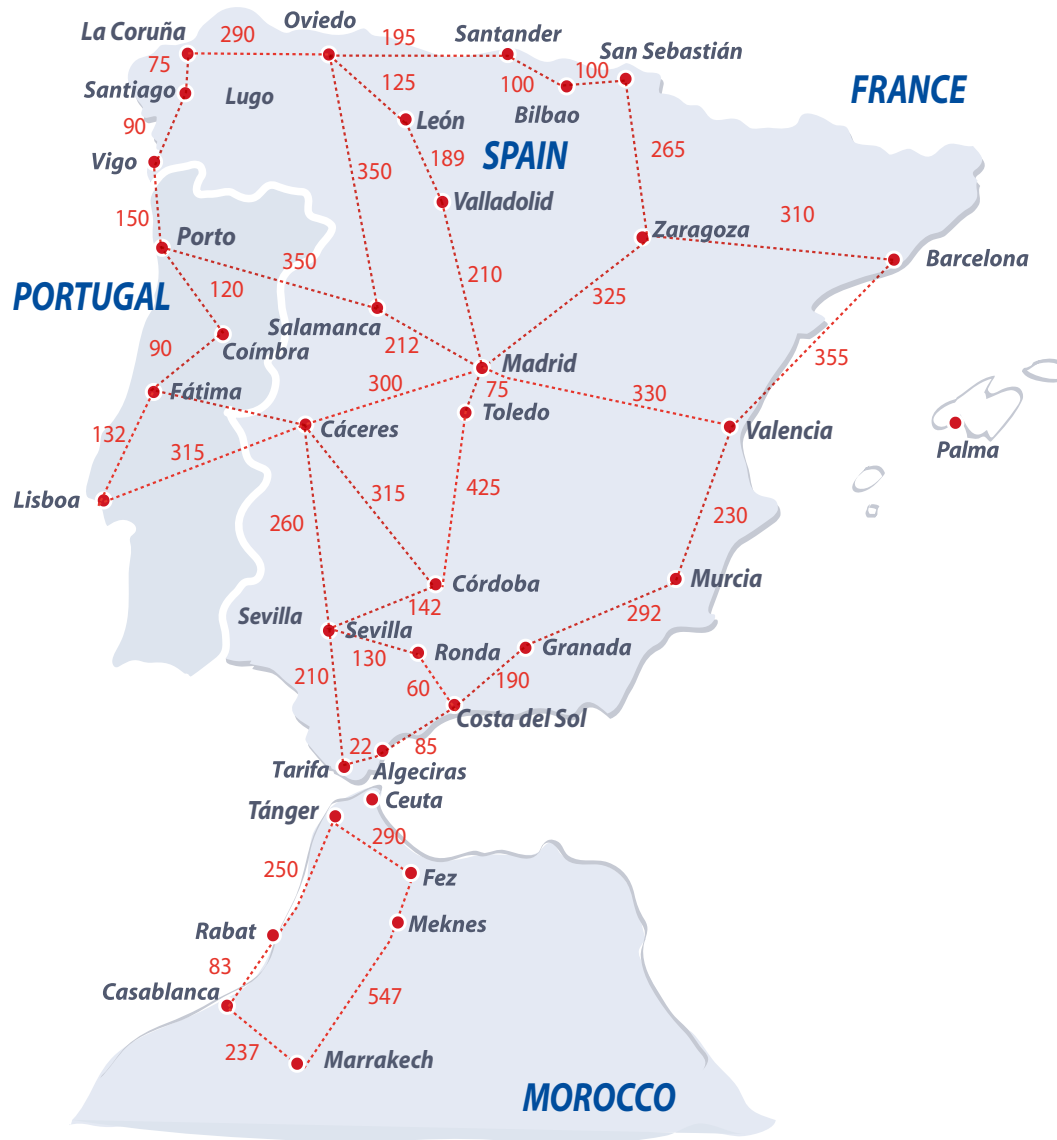 Oviedo
La Coruña
290
195
Santander
San Sebastián
75
125
100
100
Santiago
Lugo
Bilbao
FRANCE
León
90
SPAIN
265
Vigo
189
350
Valladolid
150
310
Porto
Zaragoza
350
210
Barcelona
PORTUGAL
120
325
Salamanca
Coímbra
212
90
355
Madrid
300
75
330
Fátima
Toledo
Cáceres
Valencia
132
315
Palma
Lisboa
315
425
260
230
Córdoba
Murcia
142
Sevilla
292
Sevilla
Granada
130
Ronda
210
60
190
Costa del Sol
22
85
Tarifa
Algeciras
Ceuta
Tánger
290
250
Fez
Meknes
Rabat
83
Casablanca
547
237
Marrakech
MOROCCO